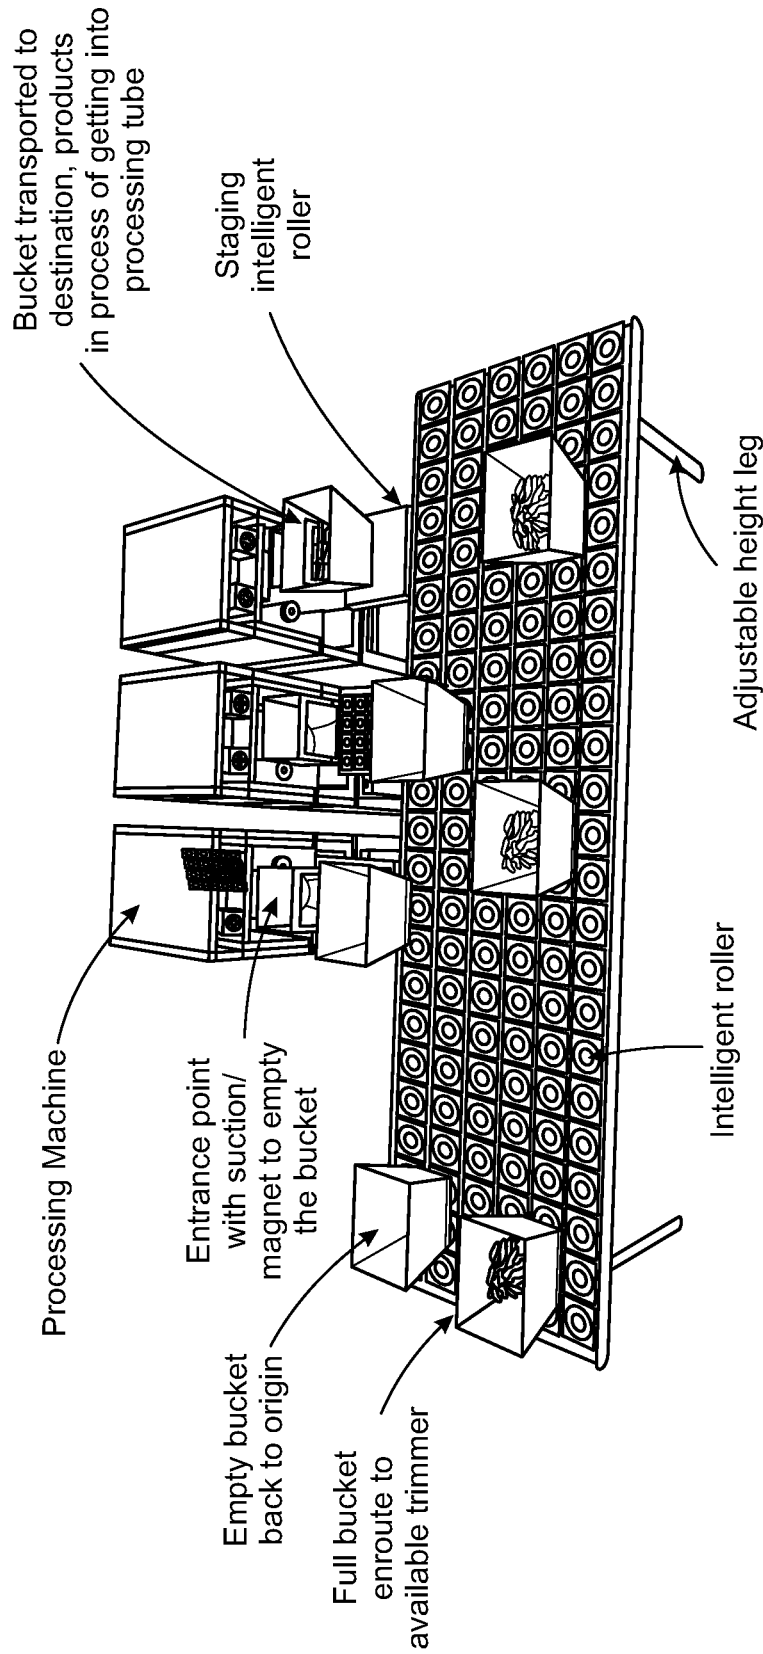 Bucket transported to
destination, products
in process of getting into
processing tube
Staging
intelligent
roller
Processing Machine
Entrance point
with suction/
magnet to empty
the bucket
Empty bucket
back to origin
Full bucket
enroute to
available trimmer
Intelligent roller
Adjustable height leg